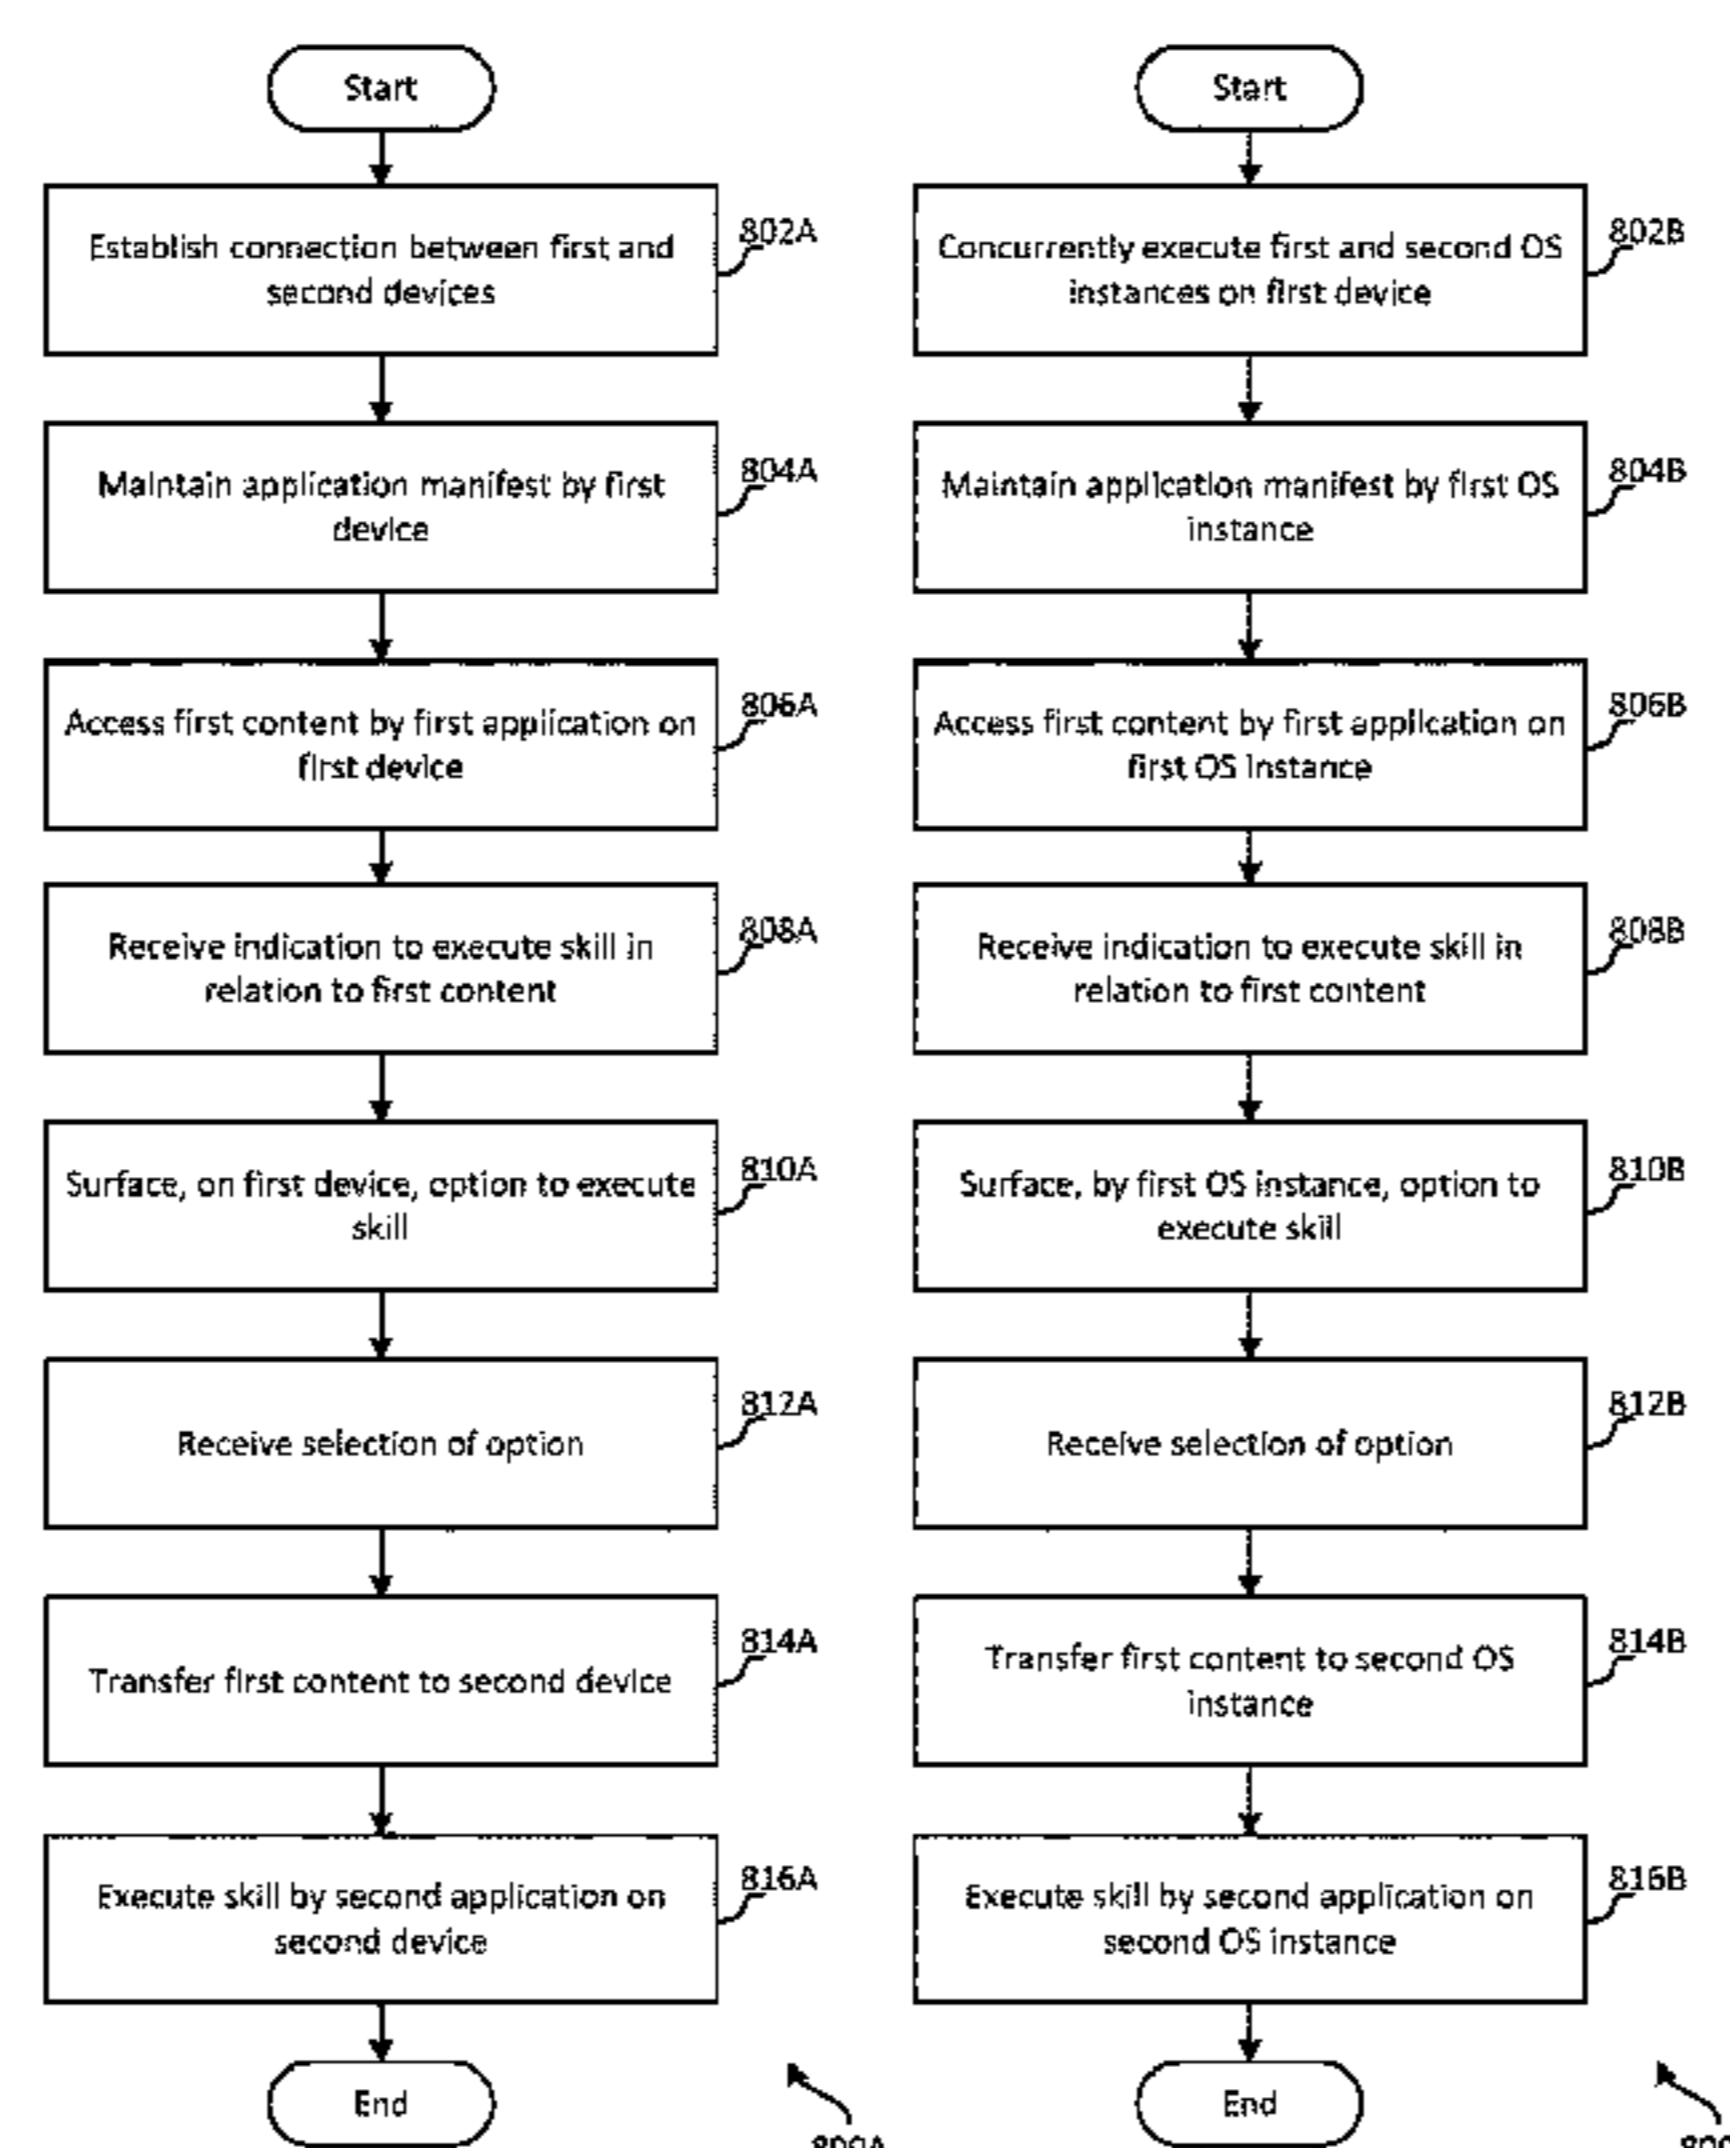 Start
Establish connection between first and
second devices
802A
Maintain application manifest by first
device
804A
Access first content by first application on
first device
806A
Receive indication to execute skill in
relation to first content
808A
Surface, on first device, option to execute
skill
810A
Receive selection of option
812A
Transfer first content to second device
814A
Execute skill by second application on
second device
816A
End
Start
Concurrently execute first and second OS
instances on first device
802B
Maintain application manifest by first OS
instance
804B
Access first content by first application on
first OS instance
806B
Receive indication to execute skill in
relation to first content
808B
Surface, by first OS instance, option to
execute skill
810B
Receive selection of option
812B
Transfer first content to second OS
instance
814B
Execute skill by second application on
second OS instance
816B
End